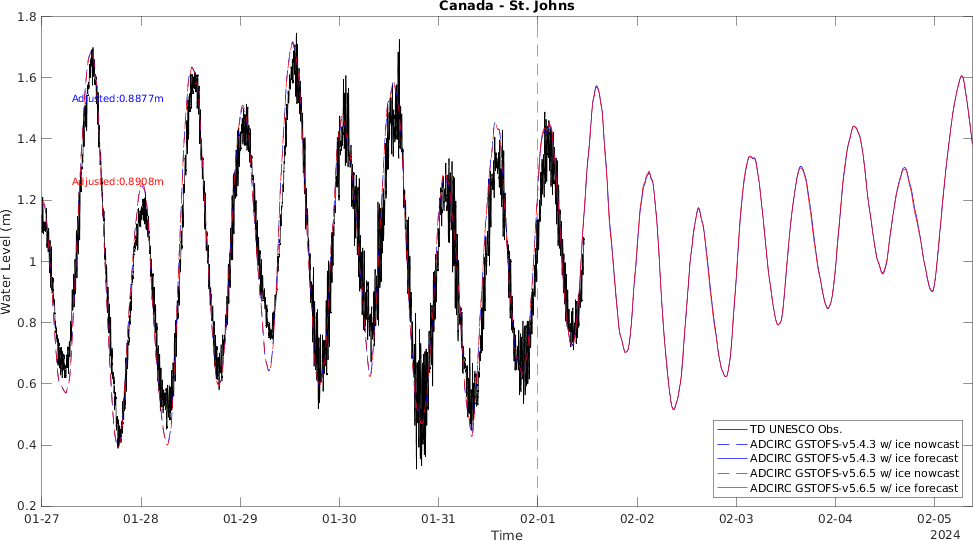 Canada - St. Johns
1.8
1.6
1.4
1.2
1
0.8
0.6
0.4
0.2
Water Level (m)
Adjusted:0.8877m
Adjusted:0.8908m
TD UNESCO Obs.
ADCIRC GSTOFS-v5.4.3 w/ ice nowcast
ADCIRC GSTOFS-v5.4.3 w/ ice forecast
ADCIRC GSTOFS-v5.6.5 w/ ice nowcast
ADCIRC GSTOFS-v5.6.5 w/ ice forecast
01-27 01-28 01-29 01-30 01-31 02-01 02-02 02-03 02-04 02-05
2024
Time